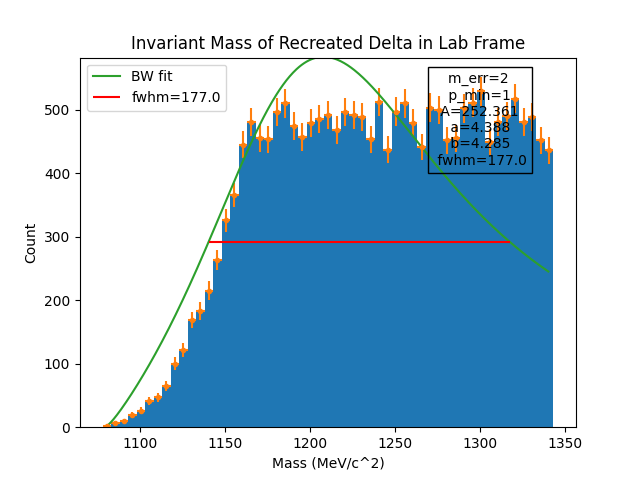 Invariant Mass of Recreated Delta in Lab Frame
BW fit
fwhm=177.0
m_err=2
p_min=1
A=252.361
a=4.388
b=4.285
fwhm=177.0
Count
500
400
300
200
100
0
1100
1150
1200
1250
1300
1350
Mass (MeV/c^2)